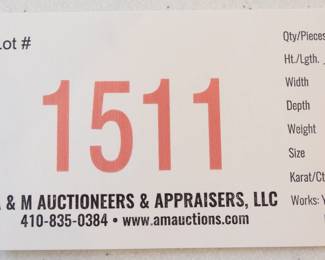 Lot #
1511
& M AUCTIONEERS & APPRAISERS, LLC
410-835-0384 • www.amauctions.com
Qty/Pieces
Ht./Lgth.
Width
Depth
Weight
Size
Karat/Ct
Works: